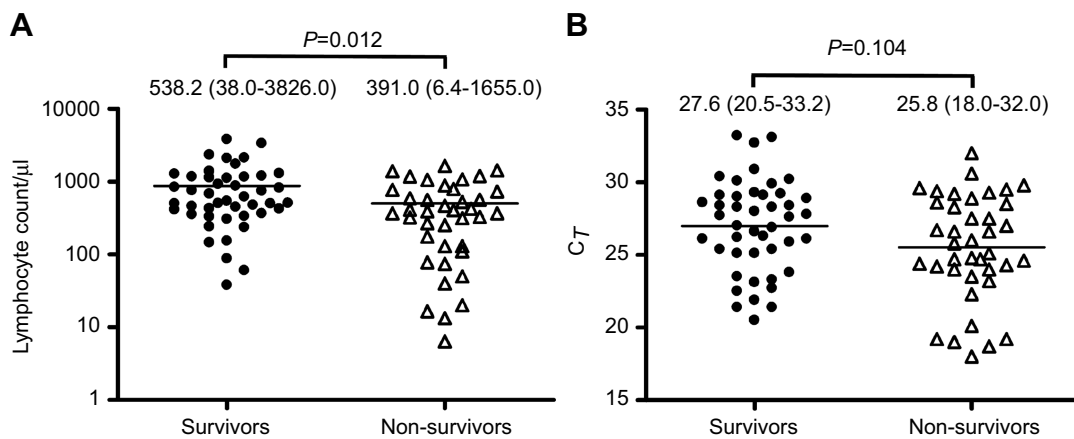 A
P=0.012
538.2 (38.0-3826.0) 391.0 (6.4-1655.0)
10000
1000
100
10
1
Lymphocyte count/µl
Survivors Non-survivors
B
P=0.104
27.6 (20.5-33.2) 25.8 (18.0-32.0)
35
30
25
20
15
CT
Survivors Non-survivors